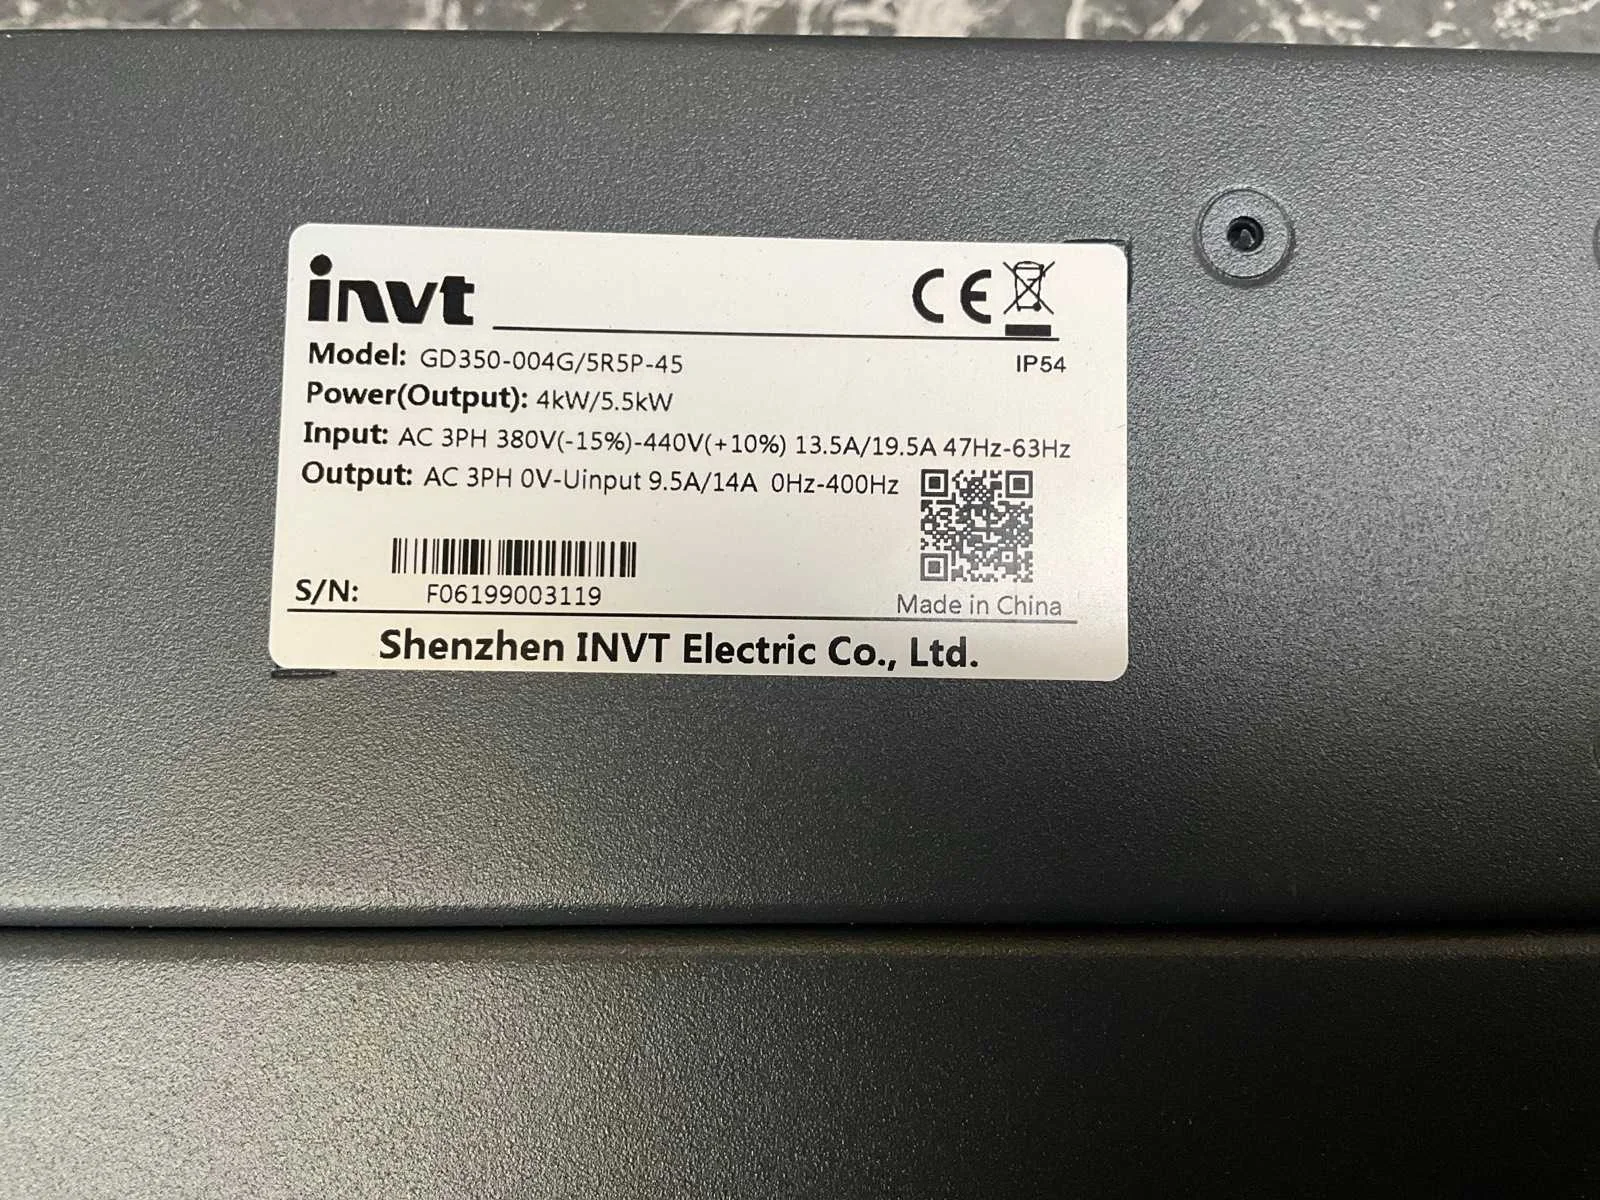 invt
CE
Model: GD350-004G/5R5P-45
IP54
Power(Output): 4kW/5.5kW
Input: AC 3PH 380V(-15%)-440V(+10%) 13.5A/19.5A 47Hz-63Hz
Output: AC 3PH 0V-Uinput 9.5A/14A 0Hz-400Hz
S/N: F06199003119
Made in China
Shenzhen INVT Electric Co., Ltd.